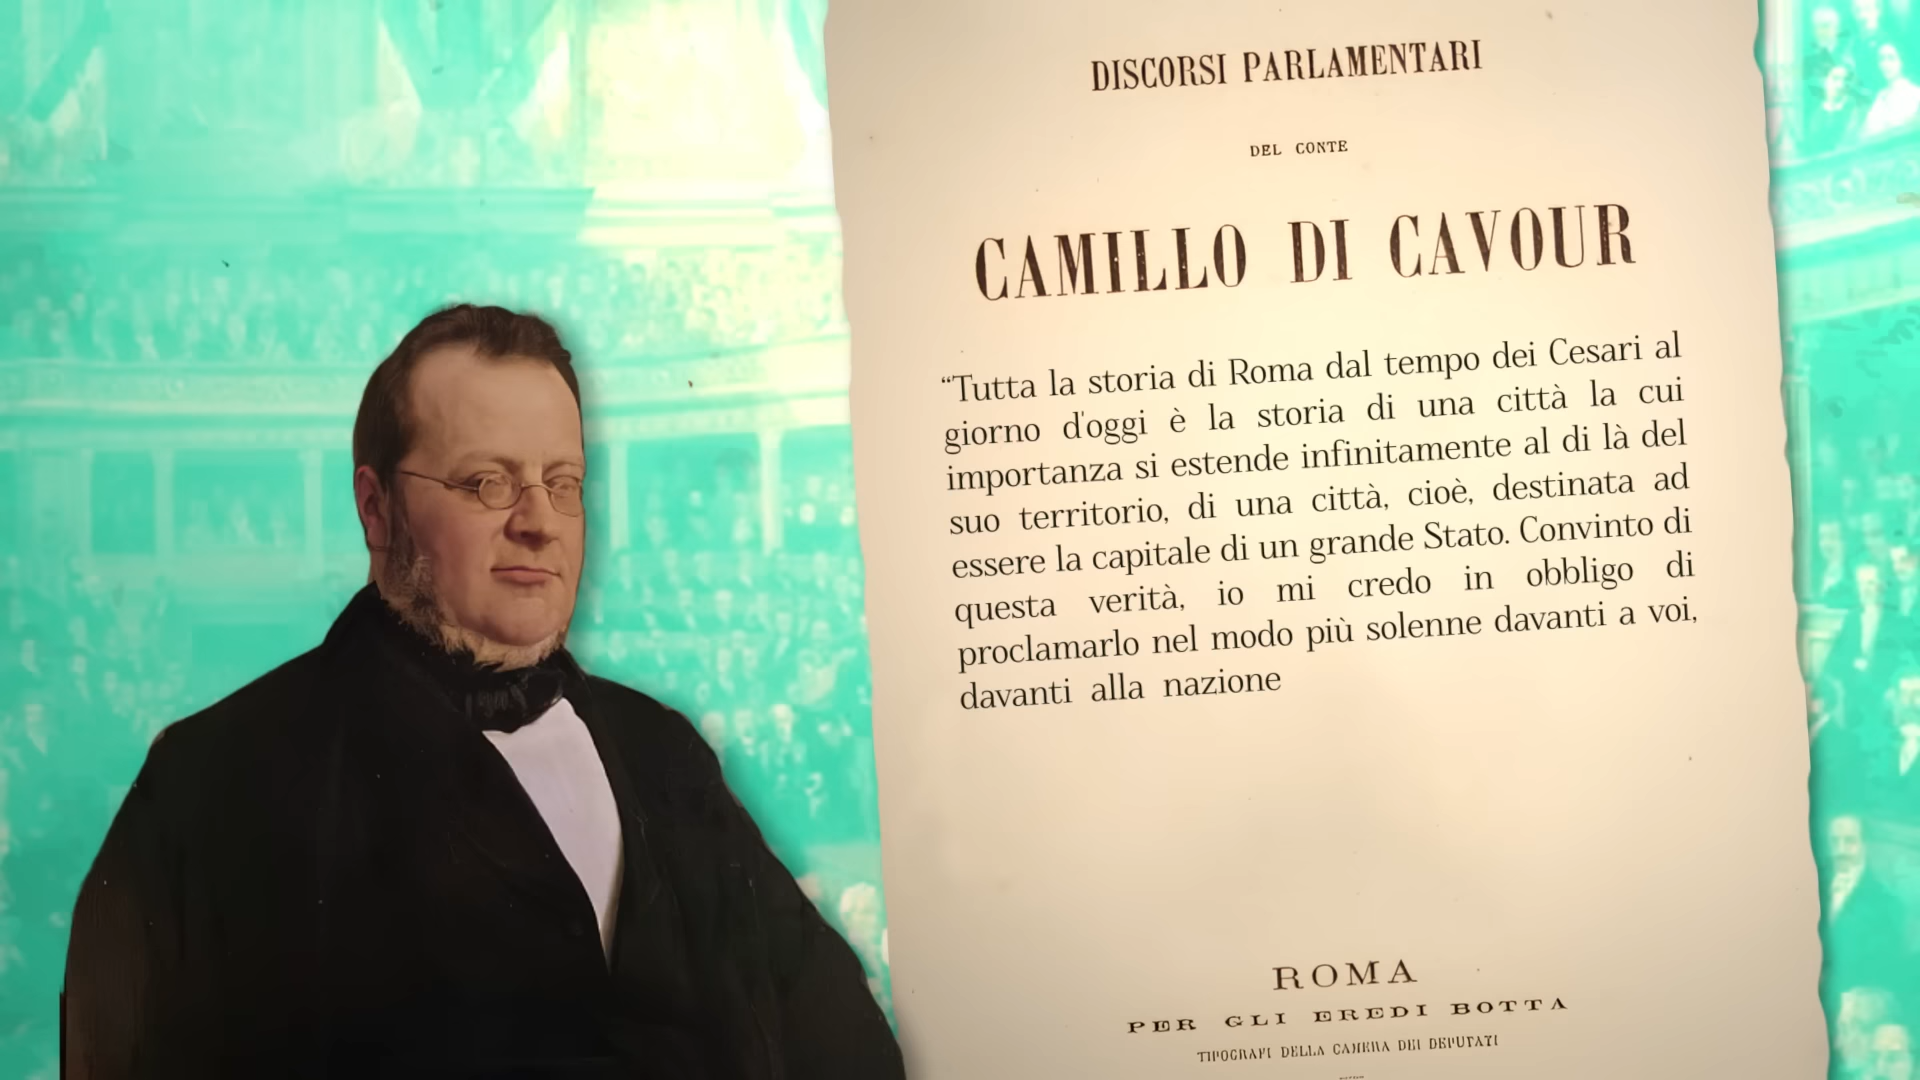 DISCORSI PARLAMENTARI
DEL CONTE
CAMILLO DI CAVOUR
“Tutta la storia di Roma dal tempo dei Cesari al
giorno d'oggi è la storia di una città la cui
importanza si estende infinitamente al di là del
suo territorio, di una città, cioè, destinata ad
essere la capitale di un grande Stato. Convinto di
questa verità, io mi credo in obbligo di
proclamarlo nel modo più solenne davanti a voi,
davanti alla nazione
ROMA
PER GLI EREDI BOTTA
TIPOGRAFI DELLA CAMERA DEI DEPUTATI